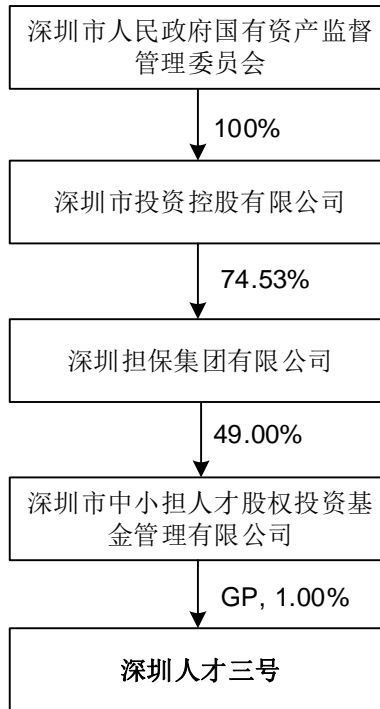 深圳市人民政府国有资产监督
管理委员会
100%
深圳市投资控股有限公司
74.53%
深圳担保集团有限公司
49.00%
深圳市中小担人才股权投资基
金管理有限公司
GP, 1.00%
深圳人才三号